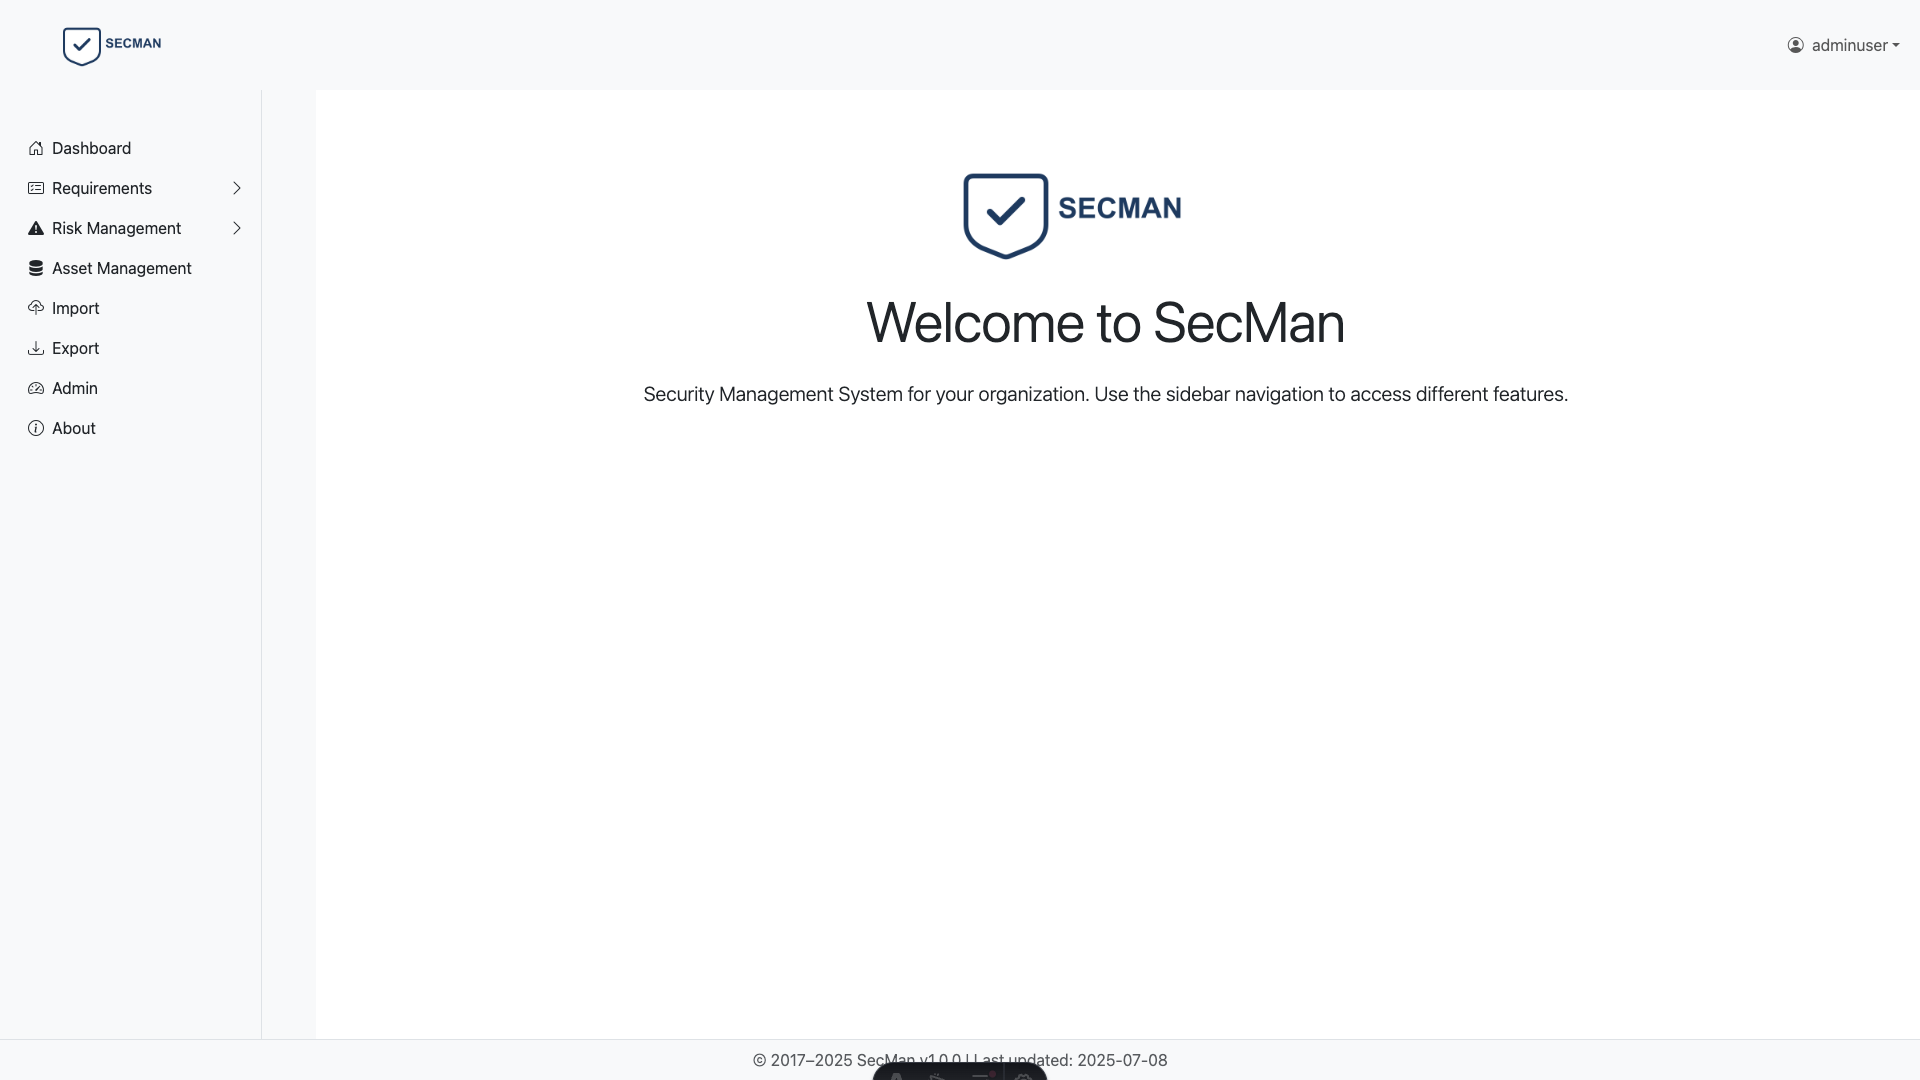 SECMAN
adminuser
Dashboard
Requirements
Risk Management
Asset Management
Import
Export
Admin
About
SECMAN
Welcome to SecMan
Security Management System for your organization. Use the sidebar navigation to access different features.
© 2017–2025 SecMan v1.0.0 | Last updated: 2025-07-08